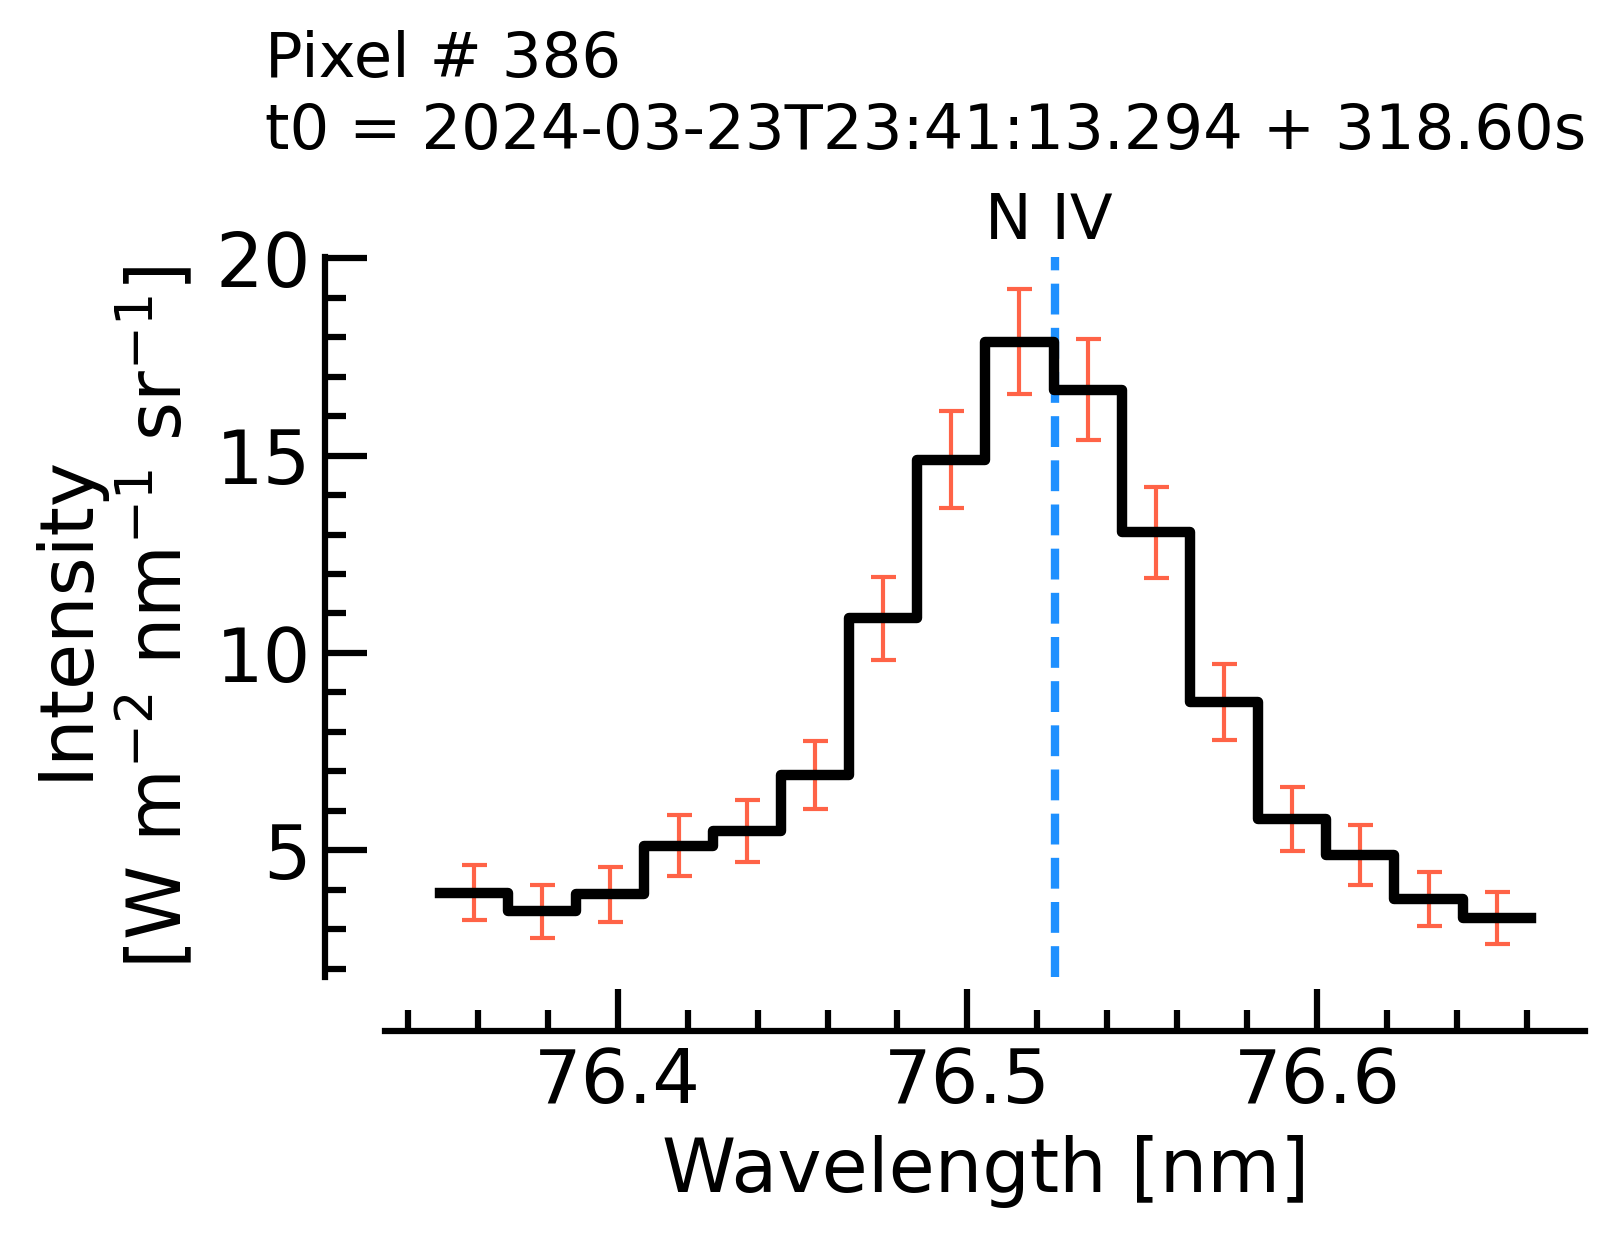 Pixel # 386
t0 = 2024-03-23T23:41:13.294 + 318.60s
N IV
Intensity
[W m⁻² nm⁻¹ sr⁻¹]
20
15
10
5
76.4 76.5 76.6
Wavelength [nm]